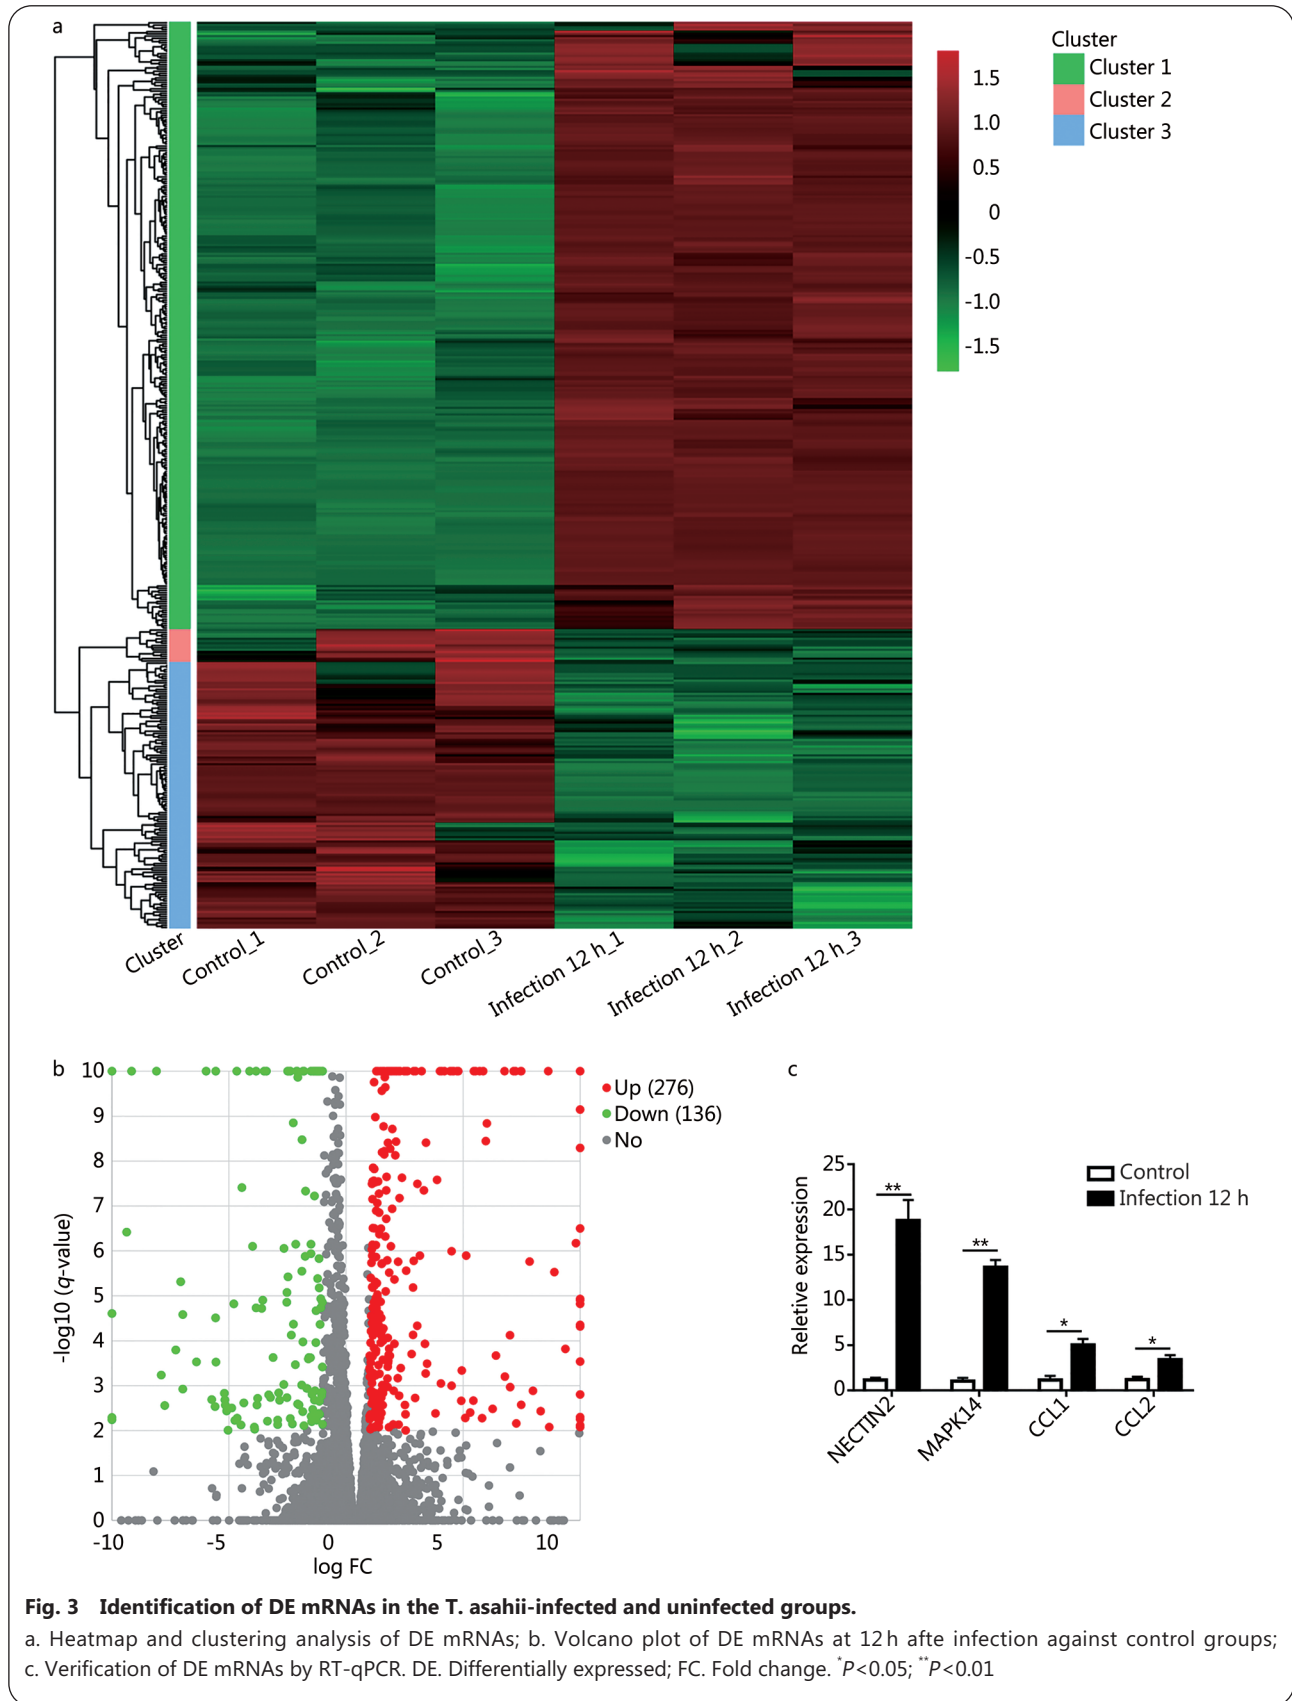 a
Cluster
Cluster 1
Cluster 2
Cluster 3
1.5
1.0
0.5
0
-0.5
-1.0
-1.5
Cluster
Control_1
Control_2
Control_3
Infection 12 h_1
Infection 12 h_2
Infection 12 h_3
b
10
9
8
7
6
5
4
3
2
1
0
-log10 (q-value)
-10
-5
0
5
10
log FC
Up (276)
Down (136)
No
c
Reletive expression
25
20
15
10
5
0
**
**
*
*
Control
Infection 12 h
NECTIN2
MAPK14
CCL1
CCL2
Fig. 3 Identification of DE mRNAs in the T. asahii-infected and uninfected groups.
a. Heatmap and clustering analysis of DE mRNAs; b. Volcano plot of DE mRNAs at 12 h afte infection against control groups;
c. Verification of DE mRNAs by RT-qPCR. DE. Differentially expressed; FC. Fold change. *P<0.05; **P<0.01